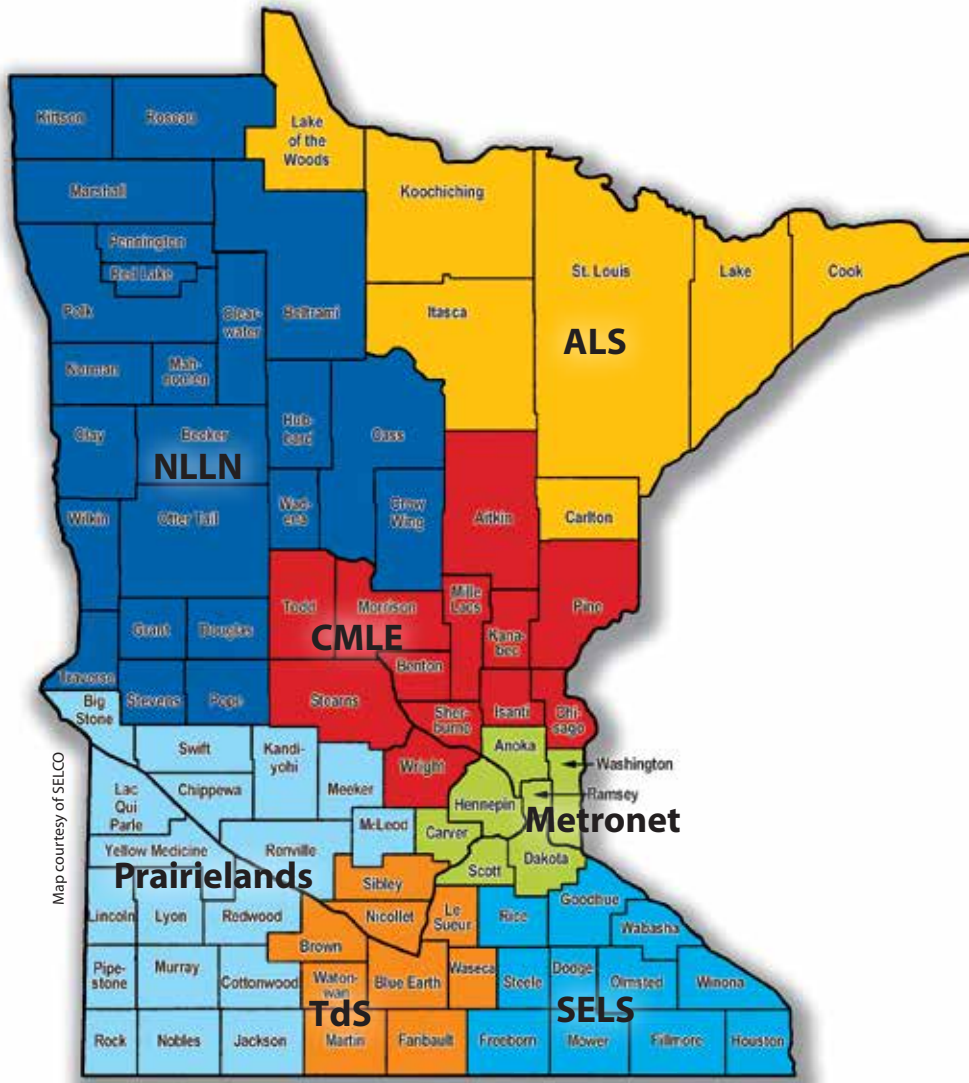 Kittson
Roseau
Lake
of the
Woods
Marshall
Koochiching
Pennington
Red Lake
St. Louis
Lake
Cook
Polk
Clear-
water
Beltrami
Itasca
ALS
Norman
Mah-
nomen
Clay
Becker
Hub-
bard
Cass
NLLN
Wilkin
Otter Tail
Wad-
ena
Crow
Wing
Aitkin
Carlton
Todd
Morrison
Mille
Lacs
Pine
Grant
Douglas
CMLE
Kana-
bec
Benton
Traverse
Big
Stone
Stevens
Pope
Stearns
Sher-
burne
Isanti
Chi-
sago
Swift
Kandi-
yohi
Anoka
Washington
Wright
Lac
Qui
Parle
Chippewa
Meeker
Hennepin
Ramsey
McLeod
Carver
Metronet
Yellow Medicine
Renville
Dakota
Scott
Prairielands
Sibley
Lincoln
Lyon
Redwood
Nicollet
Le
Sueur
Rice
Goodhue
Wabasha
Brown
Pipe-
stone
Murray
Cottonwood
Waton-
wan
Blue Earth
Waseca
Steele
Dodge
Olmsted
Winona
TdS
SELS
Rock
Nobles
Jackson
Martin
Faribault
Freeborn
Mower
Fillmore
Houston
Map courtesy of SELCO